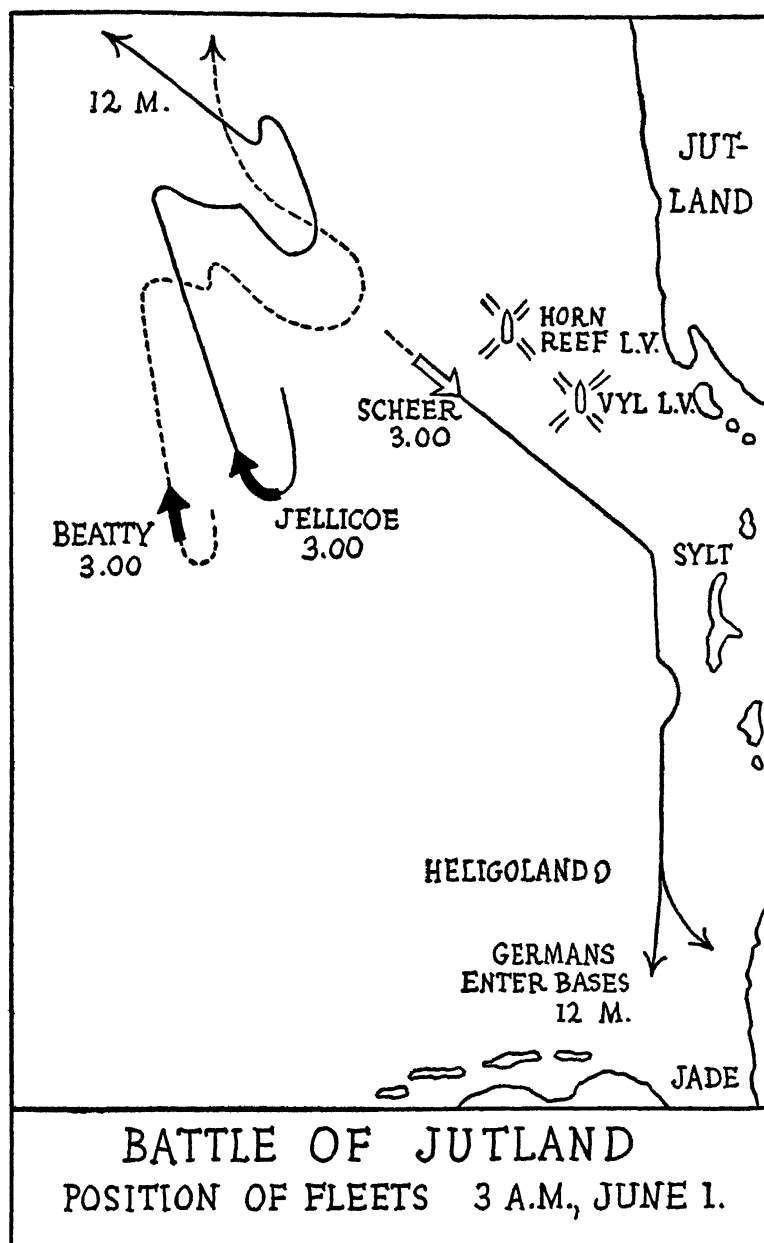 12 M.
JUT-
LAND
HORN
REEF L.V.
VYL L.V.
SCHEER
3.00
JELLICOE
3.00
BEATTY
3.00
SYLT
HELIGOLAND
GERMANS
ENTER BASES
12 M.
JADE
BATTLE OF JUTLAND
POSITION OF FLEETS 3 A.M., JUNE 1.